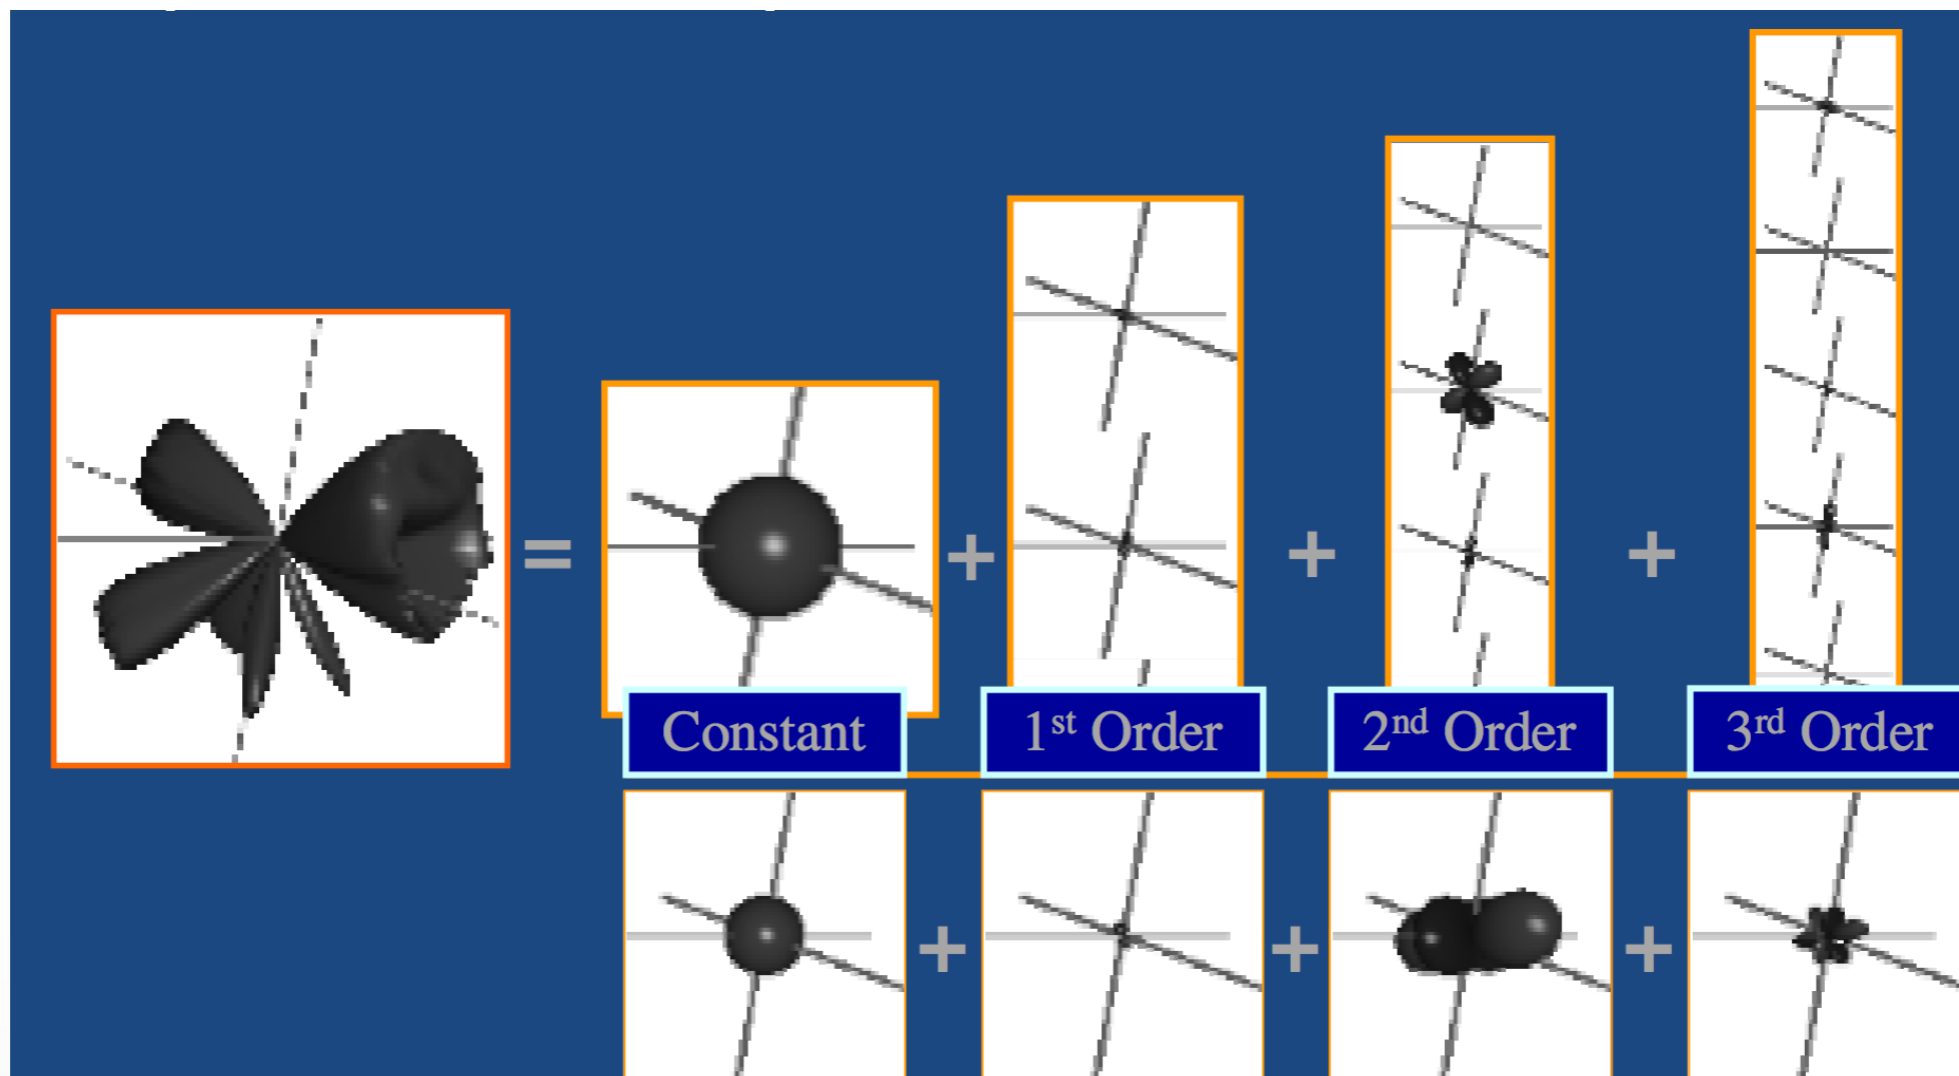 = + + +
Constant
1st Order
2nd Order
3rd Order
+ + +